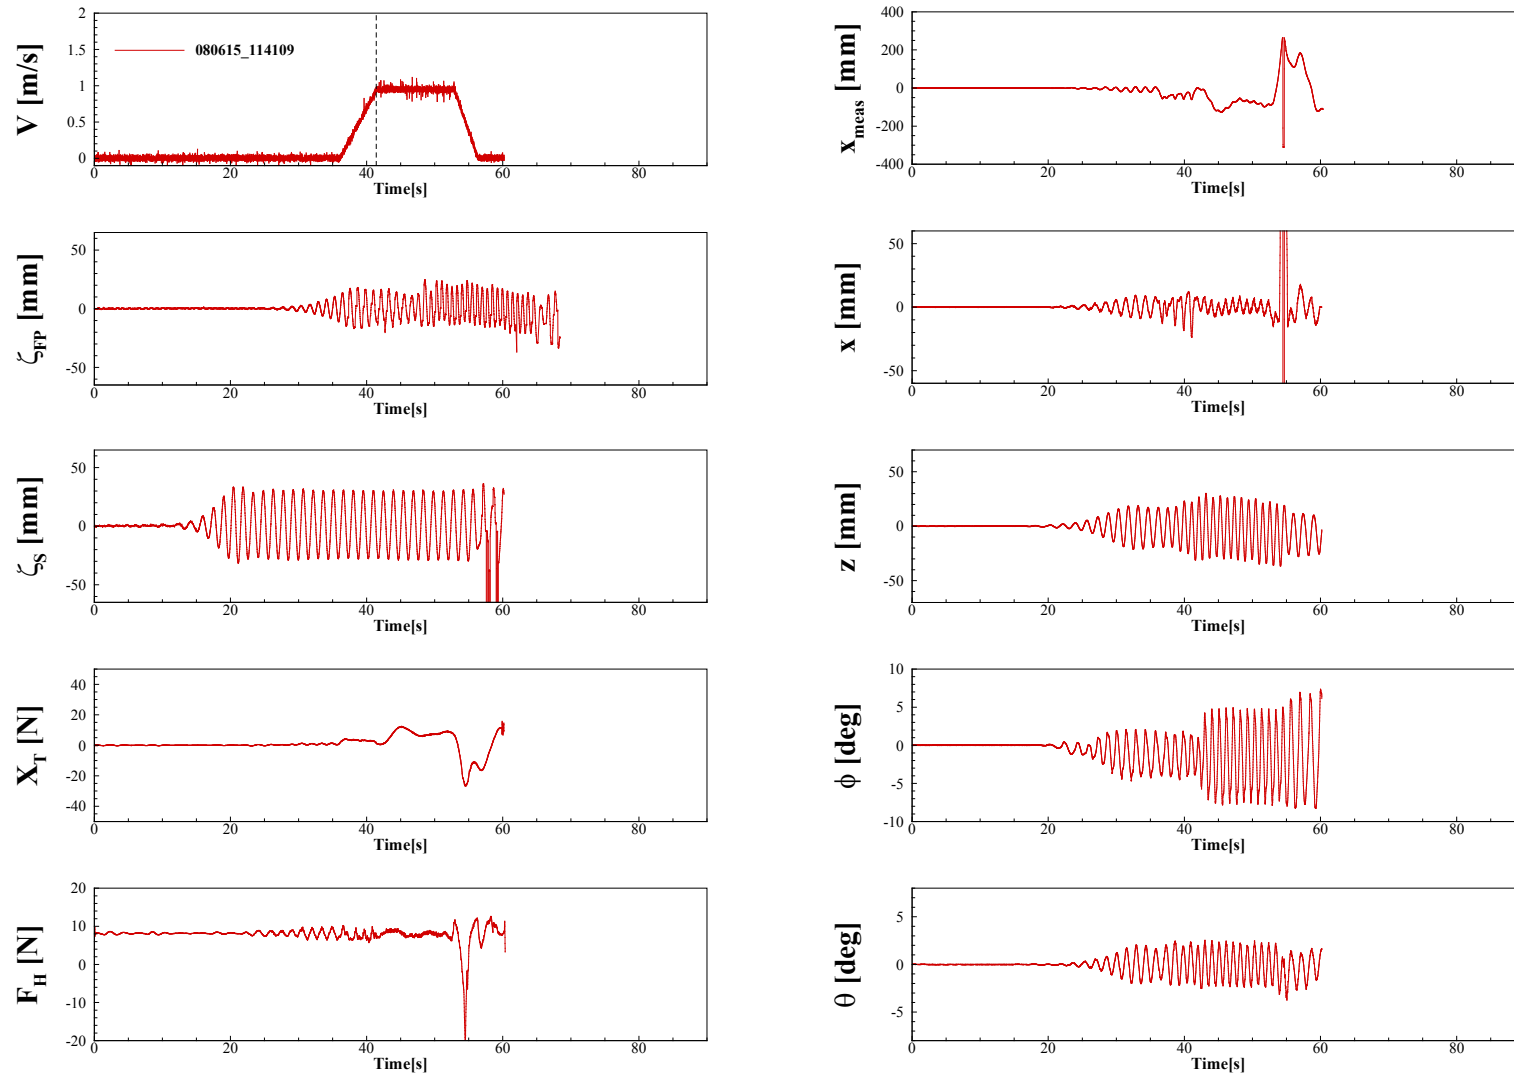 V [m/s]
2
1.5
1
0.5
0
080615_114109
0 20 40 60 80
Time[s]
x_meas [mm]
400
200
0
-200
-400
0 20 40 60 80
Time[s]
ζ_FP [mm]
50
0
-50
0 20 40 60 80
Time[s]
x [mm]
50
0
-50
0 20 40 60 80
Time[s]
ζ_S [mm]
50
0
-50
0 20 40 60 80
Time[s]
z [mm]
50
0
-50
0 20 40 60 80
Time[s]
X_T [N]
40
20
0
-20
-40
0 20 40 60 80
Time[s]
ϕ [deg]
10
5
0
-5
-10
0 20 40 60 80
Time[s]
F_H [N]
20
10
0
-10
-20
0 20 40 60 80
Time[s]
θ [deg]
5
0
-5
0 20 40 60 80
Time[s]